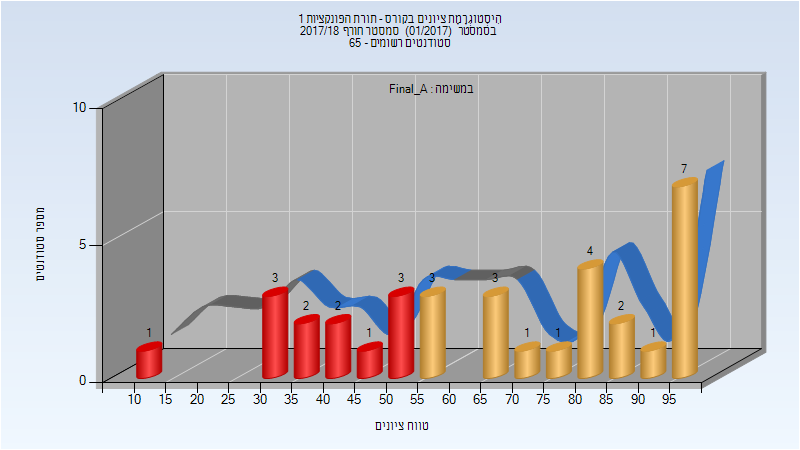 היסטוגרמת ציונים בקורס - תורת הפונקציות 1
בסמסטר (01/2017) סמסטר חורף 2017/18
סטודנטים רשומים - 65
במשימה : Final_A
מספר סטודנטים
10
5
0
1
3
2
2
1
3
3
3
1
1
4
2
1
7
10 15 20 25 30 35 40 45 50 55 60 65 70 75 80 85 90 95
טווח ציונים